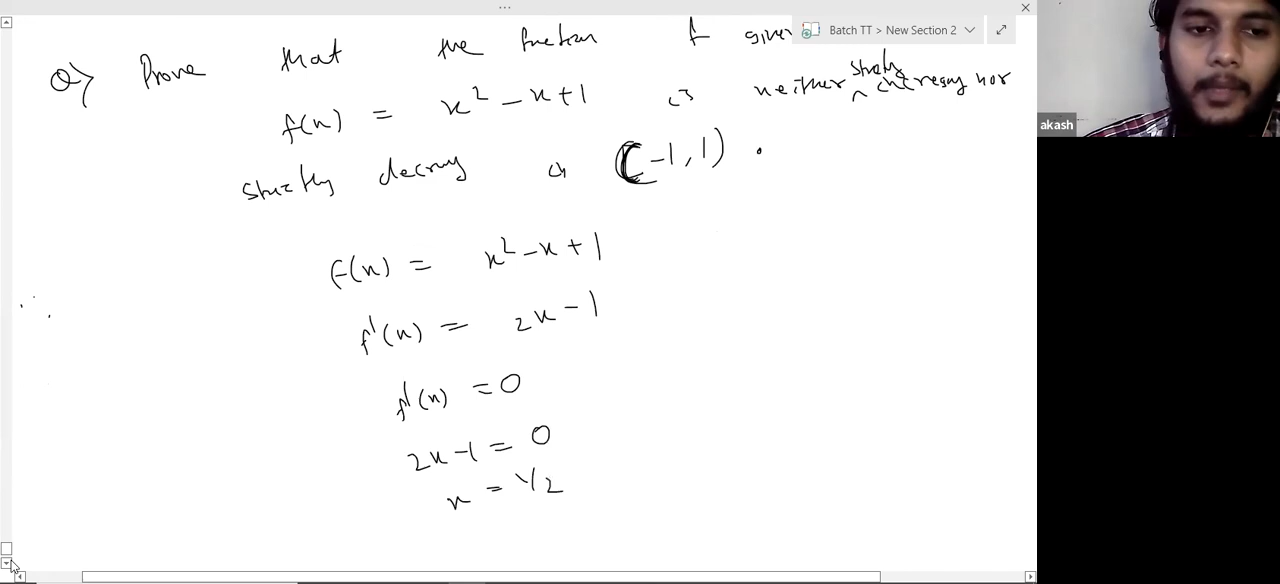 Batch TT > New Section 2
Q) Prove that the function f given
f(x) = x² - x + 1 is neither strictly increasing nor
strictly decreasing on (-1, 1) .
akash
f(x) = x² - x + 1
f'(x) = 2x - 1
f'(x) = 0
2x - 1 = 0
x = 1/2